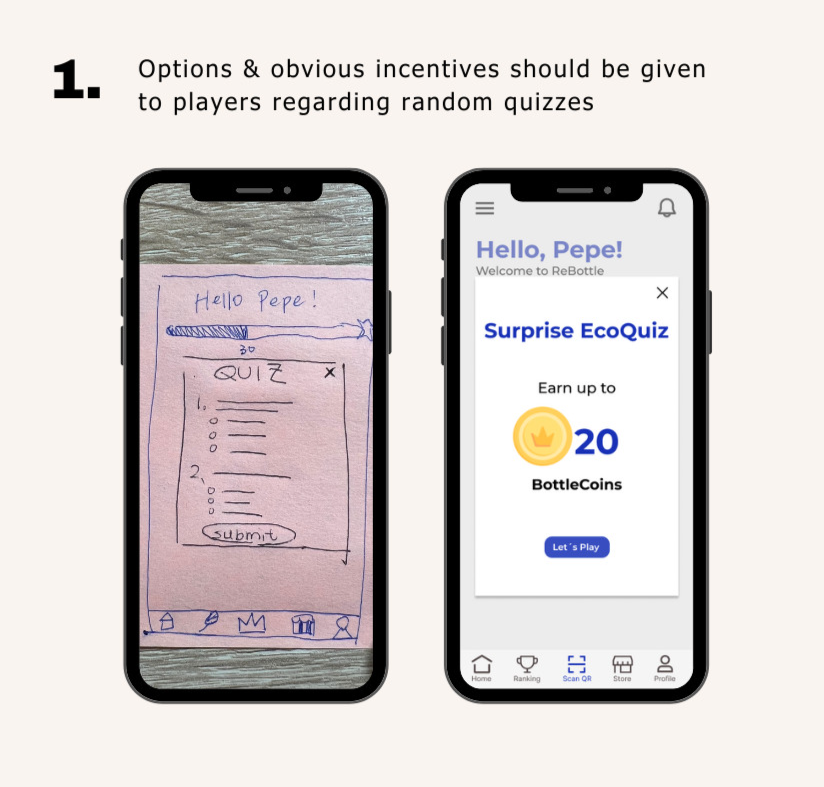 1.
Options & obvious incentives should be given
to players regarding random quizzes
Hello Pepe!
30
QUIZ X
1.
2.
submit
Hello, Pepe!
Welcome to ReBottle
Surprise EcoQuiz
Earn up to
20
BottleCoins
Let´s Play
Home Ranking Scan QR Store Profile